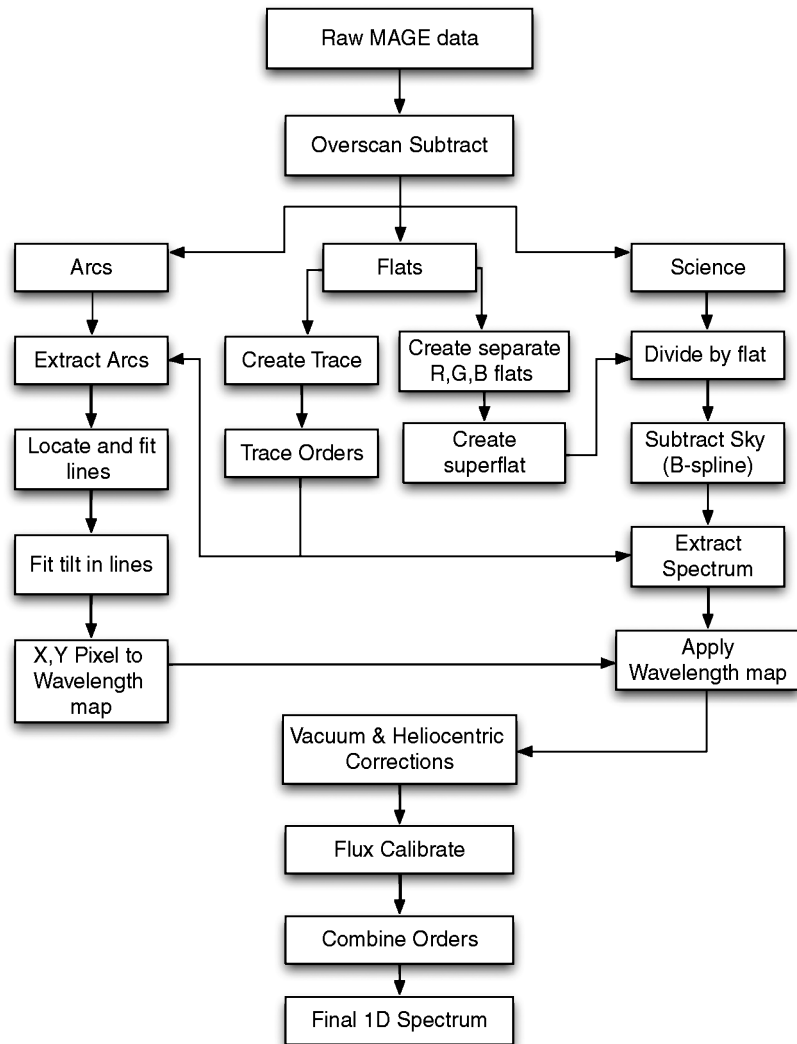 Raw MAGE data
Overscan Subtract
Arcs
Flats
Science
Extract Arcs
Create Trace
Create separate
R,G,B flats
Divide by flat
Locate and fit
lines
Trace Orders
Create
superflat
Subtract Sky
(B-spline)
Fit tilt in lines
Extract
Spectrum
X,Y Pixel to
Wavelength
map
Apply
Wavelength map
Vacuum & Heliocentric
Corrections
Flux Calibrate
Combine Orders
Final 1D Spectrum